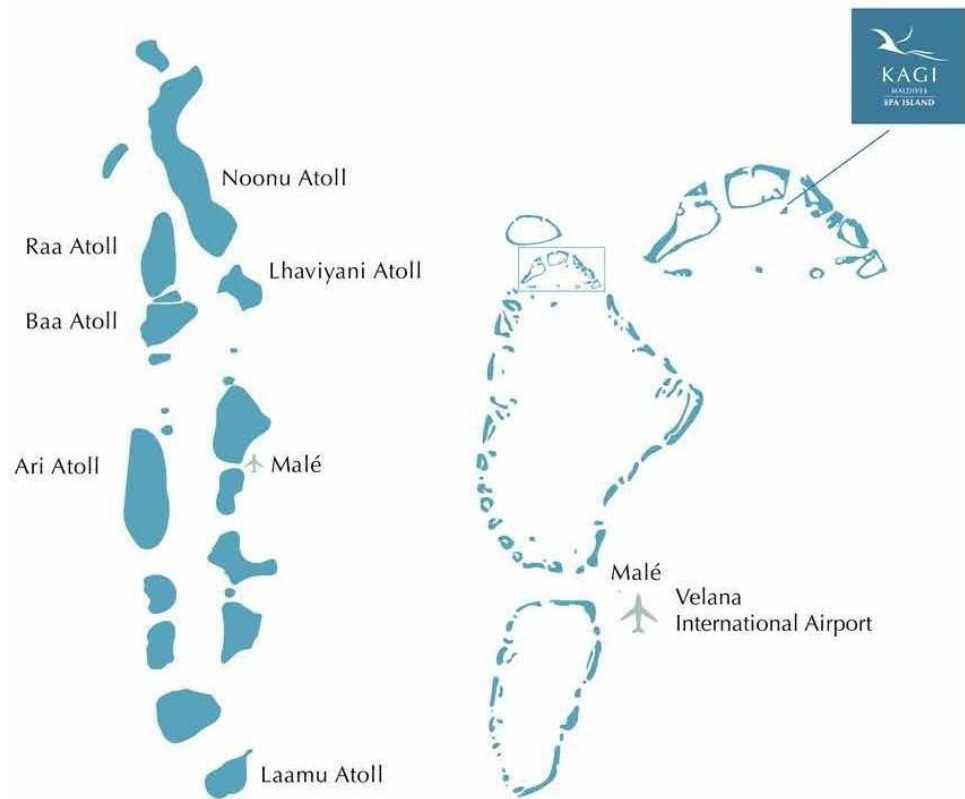 KAGI
MALDIVES
SPA ISLAND
Noonu Atoll
Raa Atoll
Lhaviyani Atoll
Baa Atoll
Ari Atoll
Malé
Malé
Velana
International Airport
Laamu Atoll